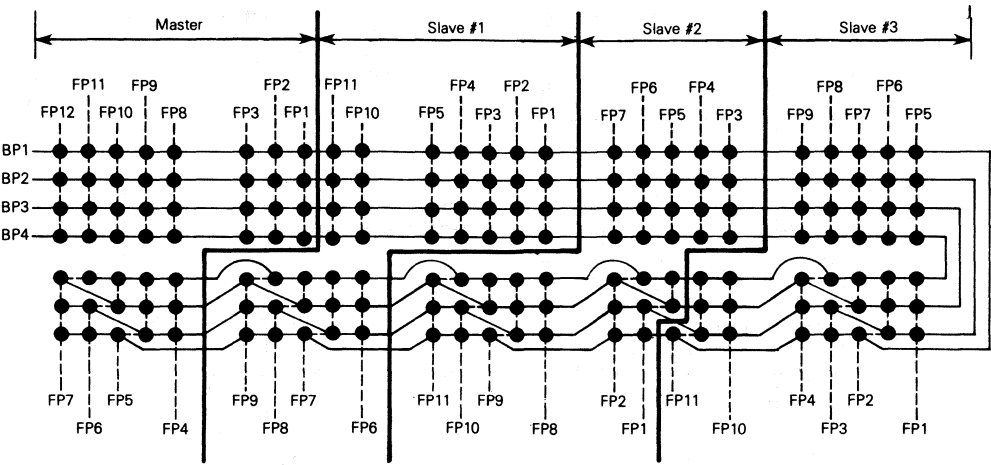 Master Slave #1 Slave #2 Slave #3
FP11 FP9 FP2 FP11 FP4 FP2 FP6 FP4 FP8 FP6
FP12 FP10 FP8 FP3 FP1 FP10 FP5 FP3 FP1 FP7 FP5 FP3 FP9 FP7 FP5
BP1
BP2
BP3
BP4
FP7 FP5 FP9 FP7 FP11 FP9 FP2 FP11 FP4 FP2
FP6 FP4 FP8 FP6 FP10 FP8 FP1 FP10 FP3 FP1